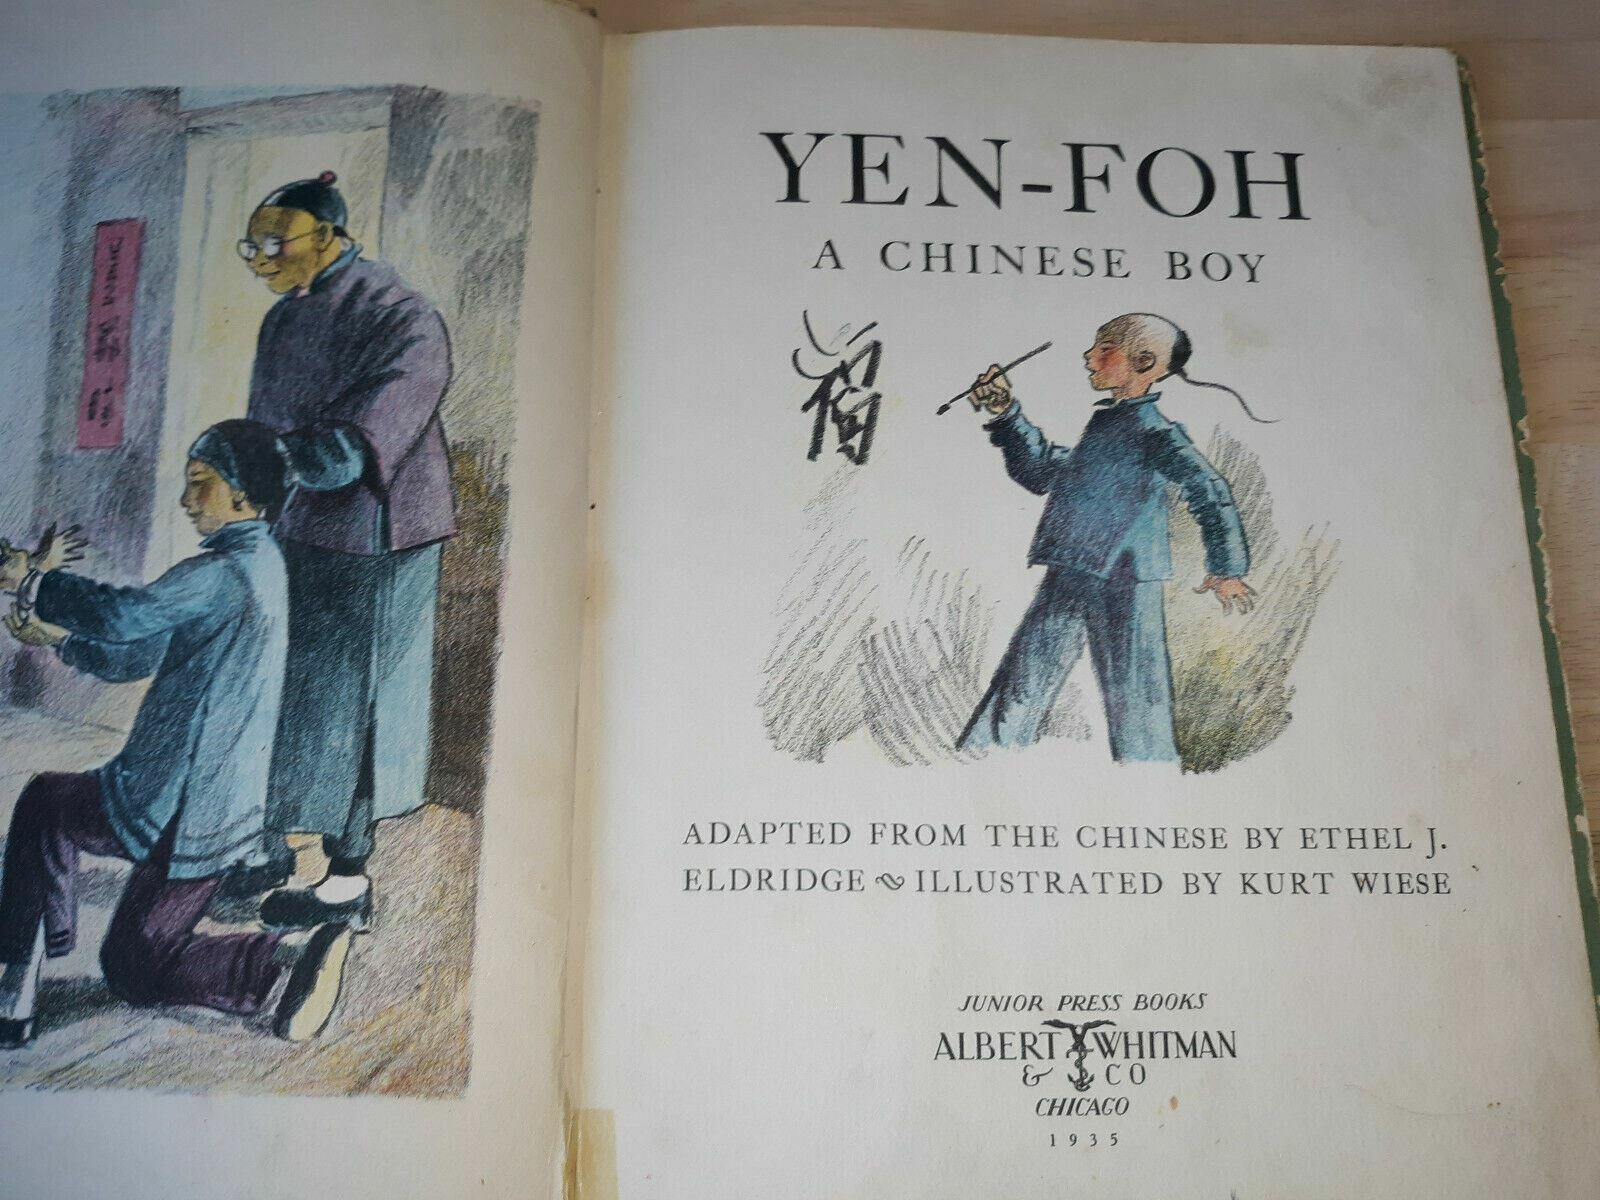 YEN-FOH
A CHINESE BOY
ADAPTED FROM THE CHINESE BY ETHEL J.
ELDRIDGE ILLUSTRATED BY KURT WIESE
JUNIOR PRESS BOOKS
ALBERT WHITMAN
& CO
CHICAGO
1935